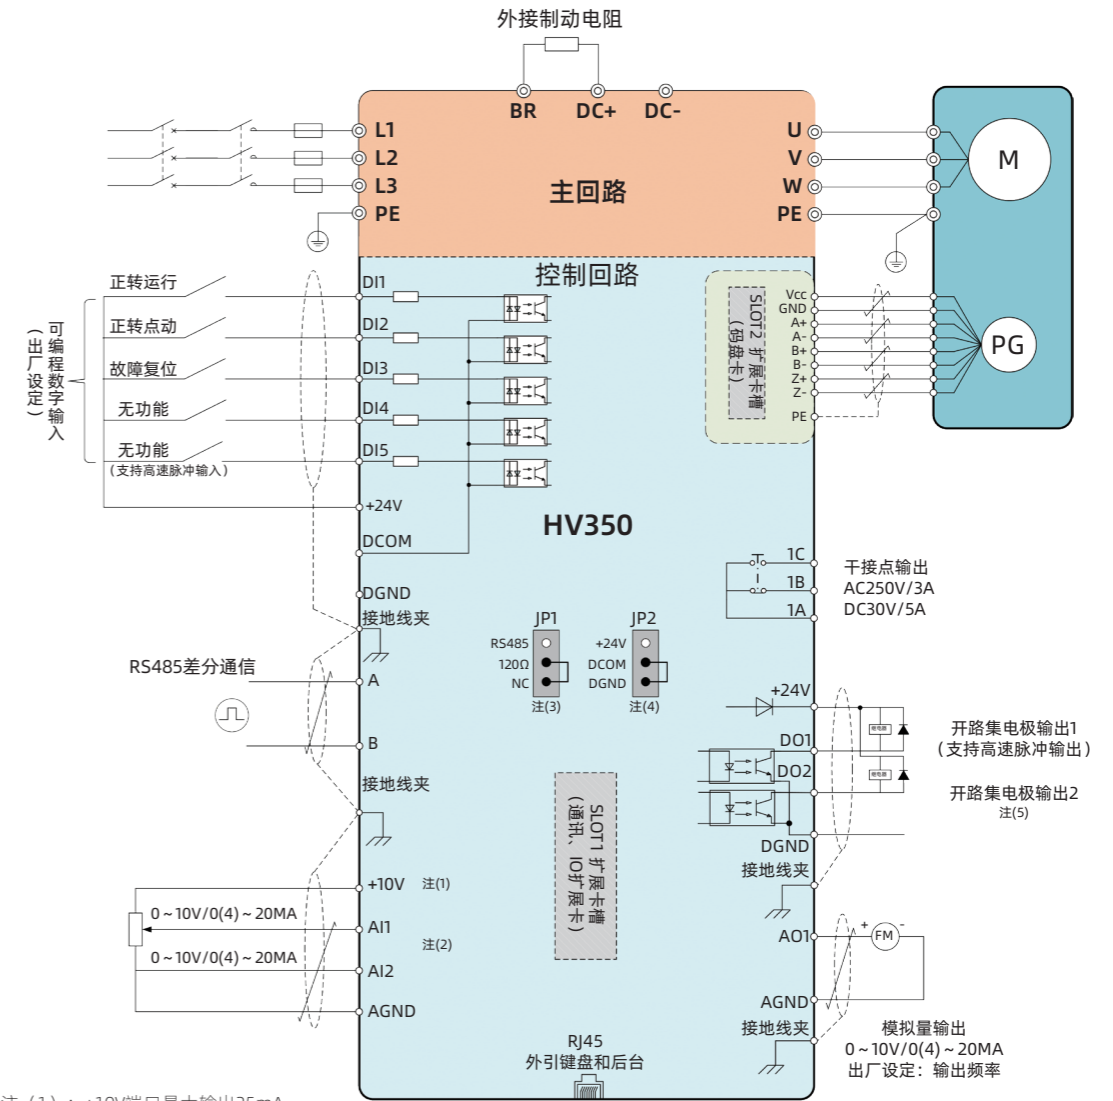 外接制动电阻
BR DC+ DC-
L1
L2
L3
PE
主回路
U
V
W
PE
M
控制回路
可编程数字输入
(出厂设定)
正转运行
正转点动
故障复位
无功能
无功能
(支持高速脉冲输入)
DI1
DI2
DI3
DI4
DI5
+24V
DCOM
DGND
接地线夹
SLOT2 扩展卡槽
(码盘卡)
Vcc
GND
A+
A-
B+
B-
Z+
Z-
PE
PG
HV350
1C
1B
1A
干接点输出
AC250V/3A
DC30V/5A
JP1
RS485
120Ω
NC
注(3)
JP2
+24V
DCOM
DGND
注(4)
RS485差分通信
A
B
接地线夹
+24V
DO1
DO2
DGND
接地线夹
继电器
继电器
开路集电极输出1
(支持高速脉冲输出)
开路集电极输出2
注(5)
SLOT1 扩展卡槽
(通讯、IO扩展卡)
+10V 注(1)
0~10V/0(4)~20MA
AI1
注(2)
0~10V/0(4)~20MA
AI2
AGND
AO1
+ FM -
AGND
接地线夹
模拟量输出
0~10V/0(4)~20MA
出厂设定：输出频率
RJ45
外引键盘和后台